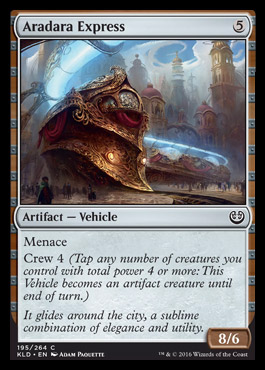 Aradara Express 5
Artifact — Vehicle
Menace
Crew 4 (Tap any number of creatures you
control with total power 4 or more: This
Vehicle becomes an artifact creature until
end of turn.)
It glides around the city, a sublime
combination of elegance and utility.
8/6
195/264 C
KLD • EN Adam Paquette ™ & © 2016 Wizards of the Coast